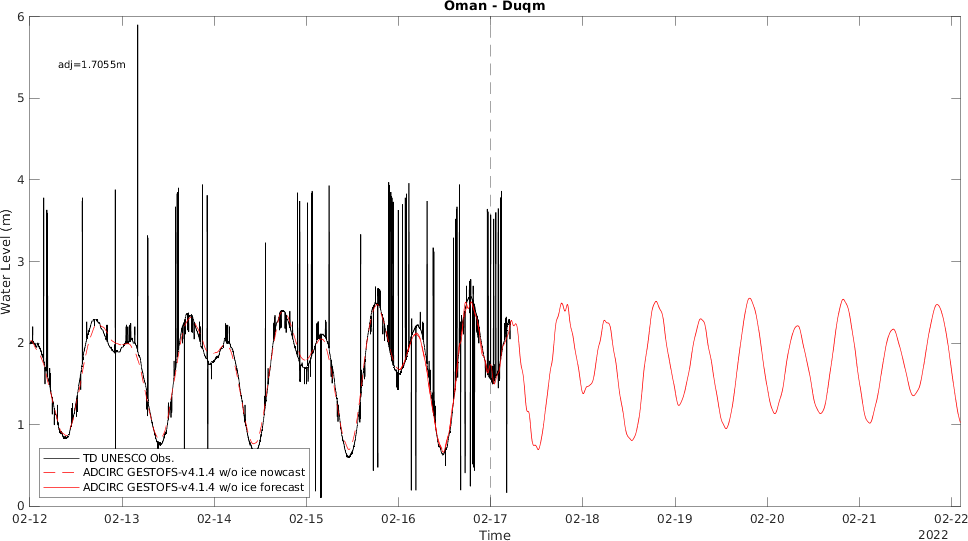 Oman - Duqm
6
adj=1.7055m
5
4
3
2
1
0
Water Level (m)
TD UNESCO Obs.
ADCIRC GESTOFS-v4.1.4 w/o ice nowcast
ADCIRC GESTOFS-v4.1.4 w/o ice forecast
02-12 02-13 02-14 02-15 02-16 02-17 02-18 02-19 02-20 02-21 02-22
Time
2022